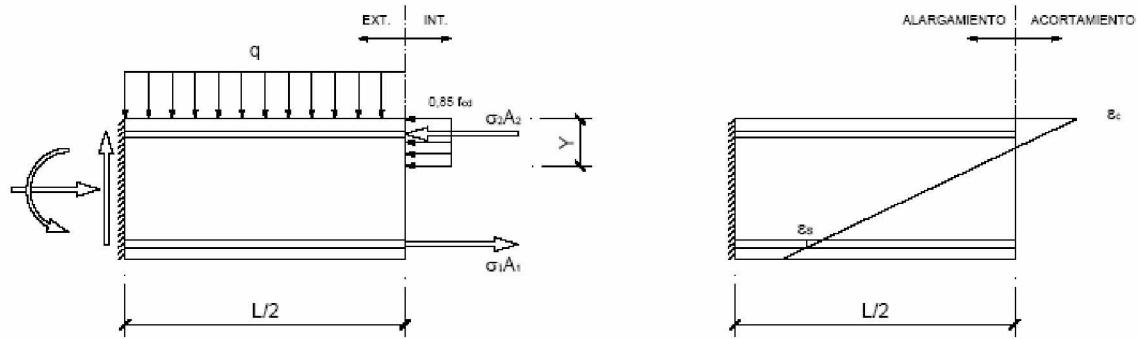 EXT. INT.
q
0,85 fcd
σ2A2
Y
σ1A1
L/2
ALARGAMIENTO ACORTAMIENTO
εc
εs
L/2